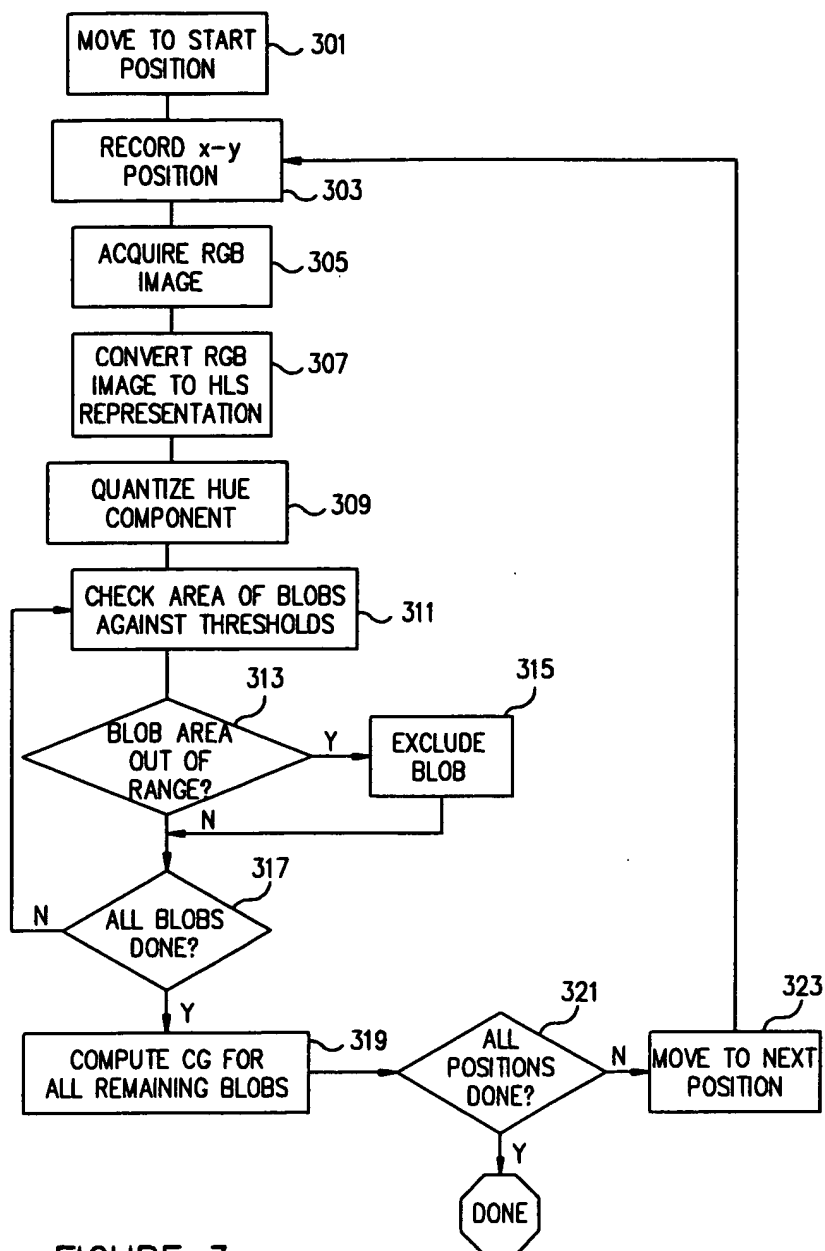 MOVE TO START
POSITION
301
RECORD x-y
POSITION
303
ACQUIRE RGB
IMAGE
305
CONVERT RGB
IMAGE TO HLS
REPRESENTATION
307
QUANTIZE HUE
COMPONENT
309
CHECK AREA OF BLOBS
AGAINST THRESHOLDS
311
313
BLOB AREA
OUT OF
RANGE?
Y
N
315
EXCLUDE
BLOB
317
ALL BLOBS
DONE?
N
Y
319
COMPUTE CG FOR
ALL REMAINING BLOBS
321
ALL
POSITIONS
DONE?
N
Y
323
MOVE TO NEXT
POSITION
DONE